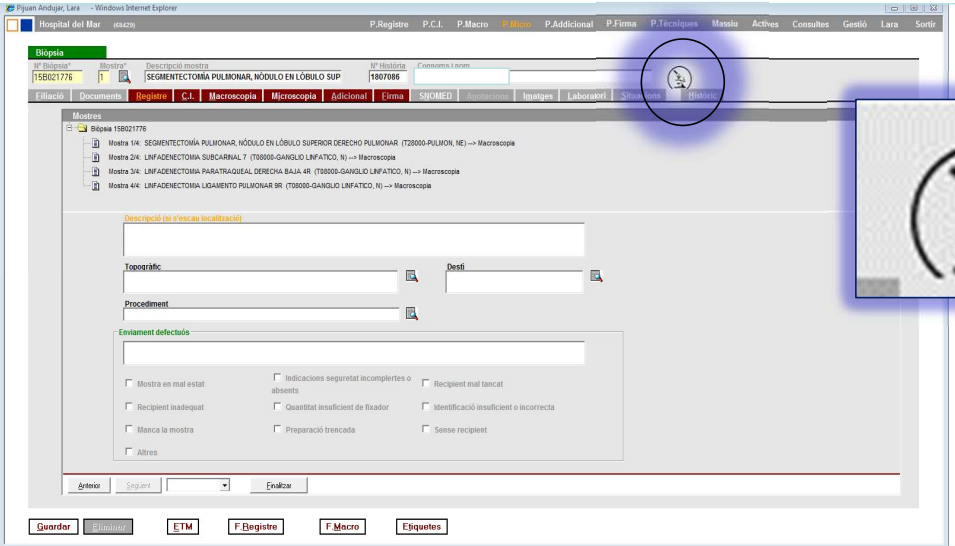 Pijuan Andujar, Lara - Windows Internet Explorer
Hospital del Mar (68429) P.Registre P.C.I. P.Macro P.Micro P.Addicional P.Firma P.Tècniques Massiu Actives Consultes Gestió Lara Sortir
Biòpsia
Nº Biòpsia* Mostra* Descripció mostra Nº Història Cognoms i nom
15B021776 1 SEGMENTECTOMÍA PULMONAR, NÓDULO EN LÓBULO SUP 1807086
Filiació Documents Registre C.I. Macroscopia Microscopia Adicional Firma SNOMED Anotacions Imatges Laboratori Situacions Històric
Mostres
Biòpsia 15B021776
Mostra 1/4: SEGMENTECTOMÍA PULMONAR, NÓDULO EN LÓBULO SUPERIOR DERECHO PULMONAR (T28000-PULMON, NE) --> Macroscopia
Mostra 2/4: LINFADENECTOMIA SUBCARINAL 7 (T08000-GANGLIO LINFATICO, N) --> Macroscopia
Mostra 3/4: LINFADENECTOMIA PARATRAQUEAL DERECHA BAJA 4R (T08000-GANGLIO LINFATICO, N) --> Macroscopia
Mostra 4/4: LINFADENECTOMIA LIGAMENTO PULMONAR 9R (T08000-GANGLIO LINFATICO, N) --> Macroscopia
Descripció (si s'escau localització)
Topogràfic Destí
Procediment
Enviament defectuós
Mostra en mal estat Indicacions seguretat incomplertes o absents Recipient mal tancat
Recipient inadequat Quantitat insuficient de fixador Identificació insuficient o incorrecta
Manca la mostra Preparació trencada Sense recipient
Altres
Anterior Següent Finalitzar
Guardar Eliminar ETM F.Registre F.Macro Etiquetes